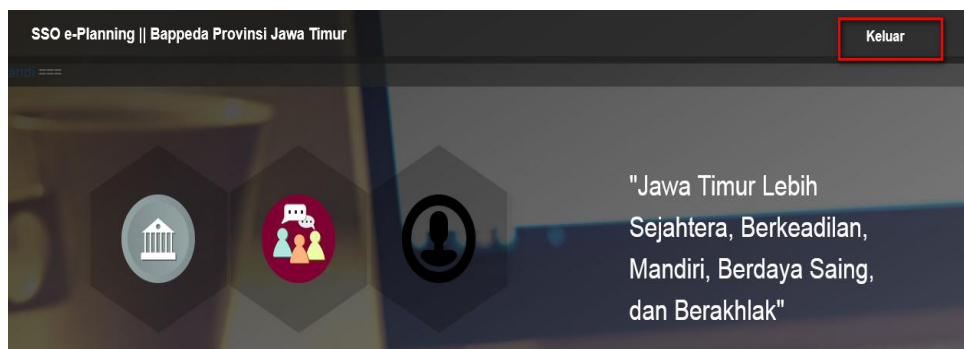 SSO e-Planning || Bappeda Provinsi Jawa Timur
Keluar
===
"Jawa Timur Lebih
Sejahtera, Berkeadilan,
Mandiri, Berdaya Saing,
dan Berakhlak"